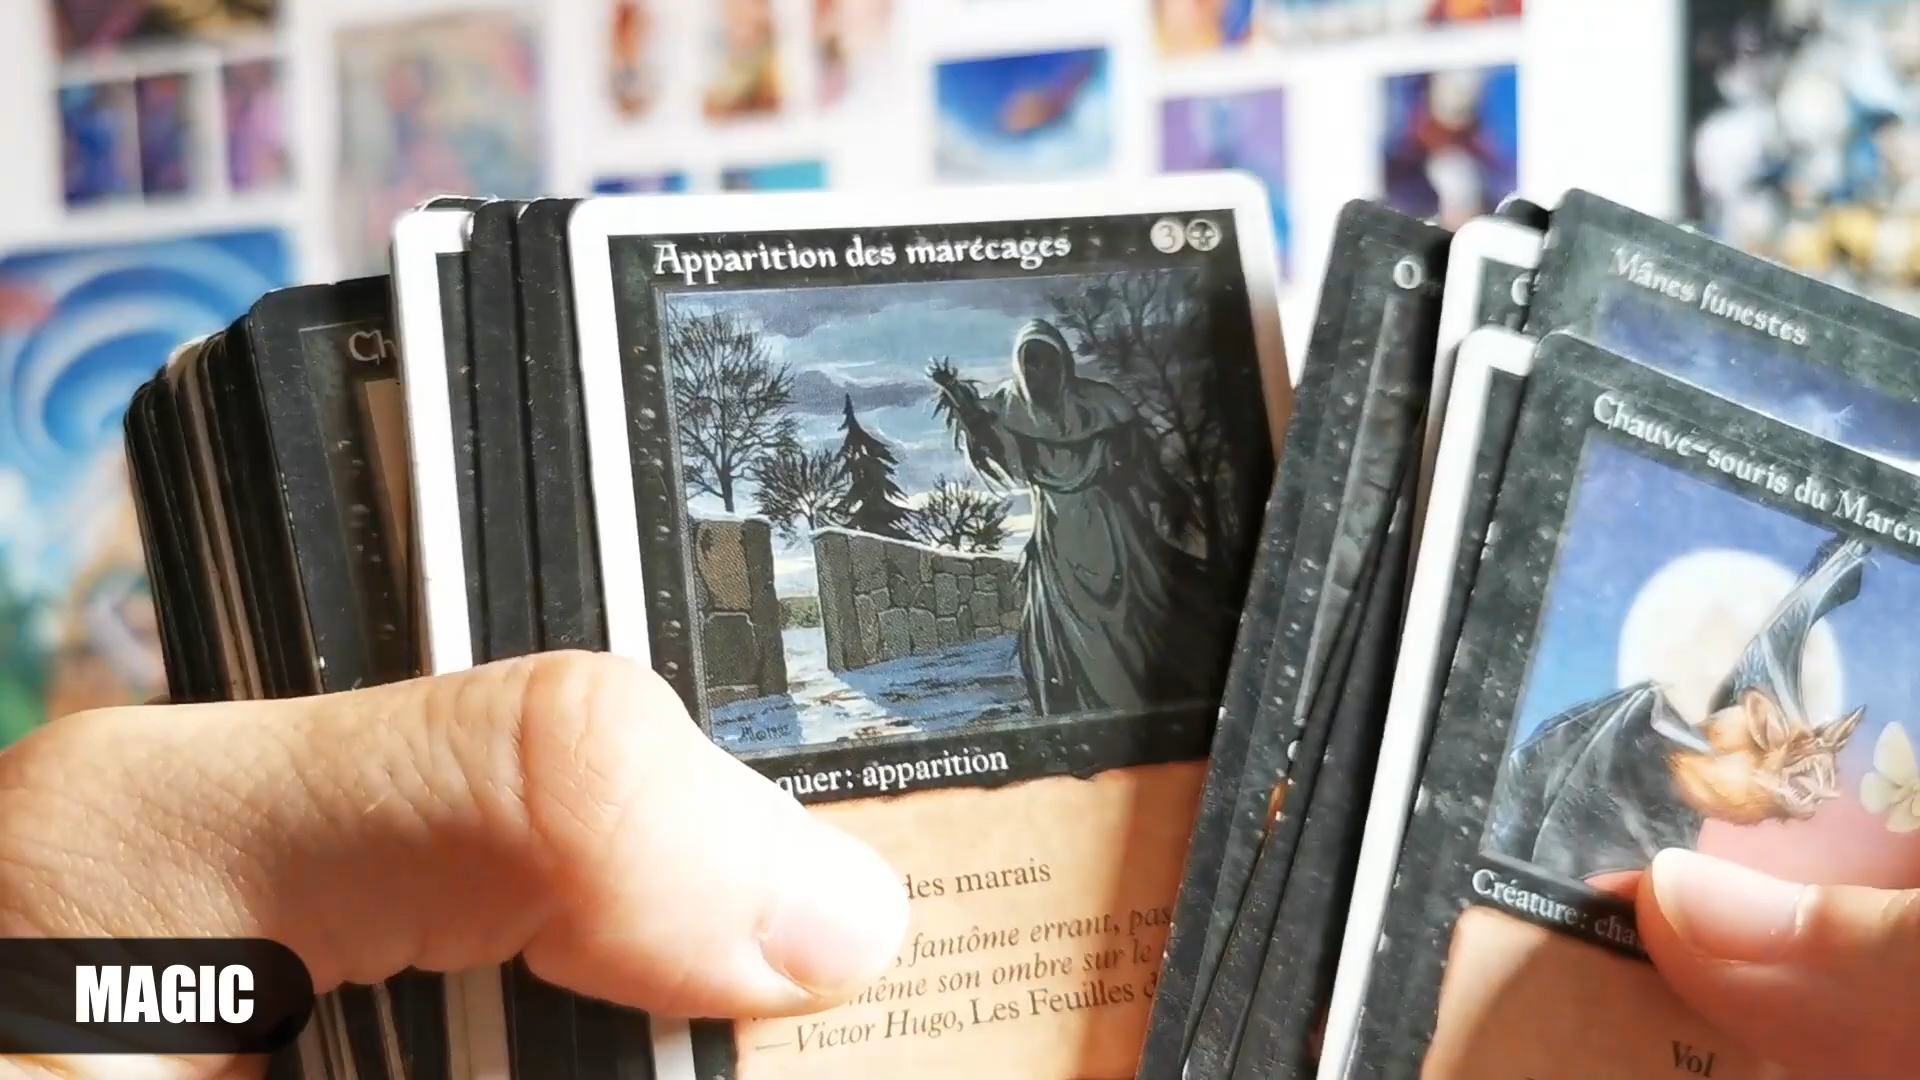 Apparition des marécages
3
quer: apparition
des marais
, fantôme errant, pas
même son ombre sur le
—Victor Hugo, Les Feuilles d
Ch
O
C
Mânes funestes
Chauve-souris du Maren
Créature: cha
Vol
MAGIC